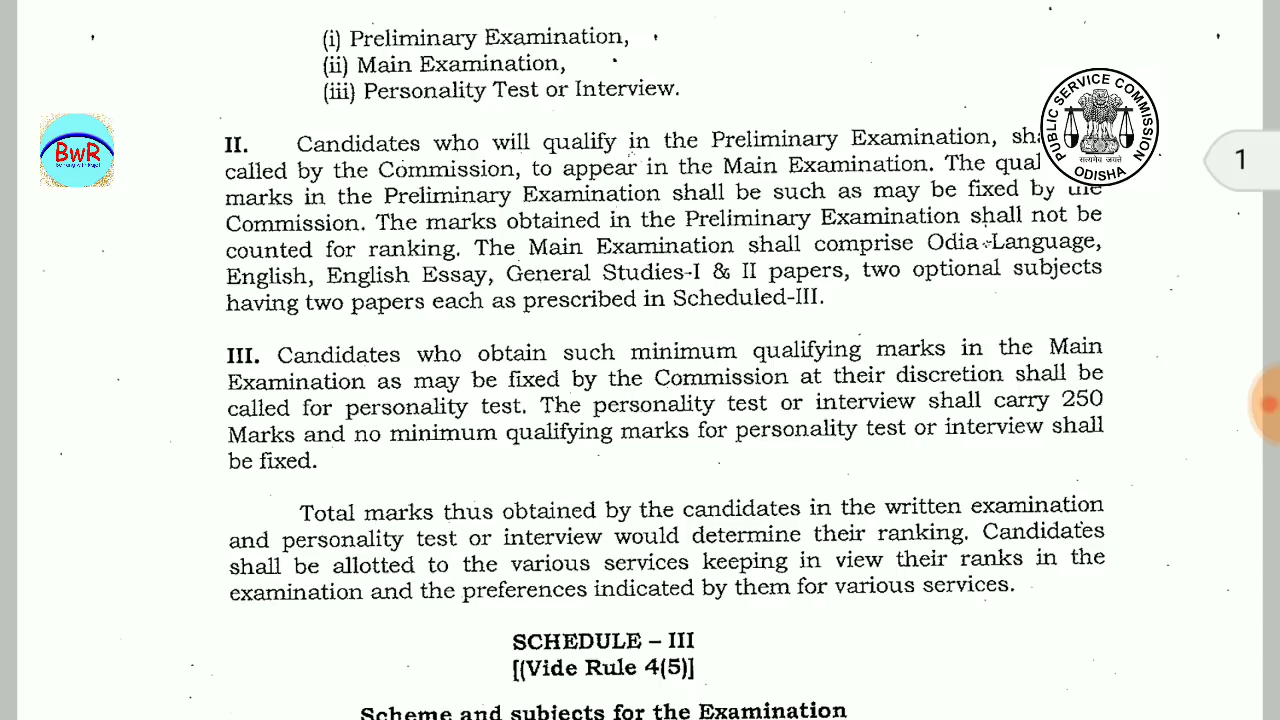 (i) Preliminary Examination,
(ii) Main Examination,
(iii) Personality Test or Interview.
PUBLIC SERVICE COMMISSION
सत्यमेव जयते
ODISHA
BwR
1
II. Candidates who will qualify in the Preliminary Examination,
called by the Commission, to appear in the Main Examination. The
marks in the Preliminary Examination shall be such as may be fixed by the
Commission. The marks obtained in the Preliminary Examination shall not be
counted for ranking. The Main Examination shall comprise Odia Language,
English, English Essay, General Studies-I & II papers, two optional subjects
having two papers each as prescribed in Scheduled-III.
III. Candidates who obtain such minimum qualifying marks in the Main
Examination as may be fixed by the Commission at their discretion shall be
called for personality test. The personality test or interview shall carry 250
Marks and no minimum qualifying marks for personality test or interview shall
be fixed.
Total marks thus obtained by the candidates in the written examination
and personality test or interview would determine their ranking. Candidates
shall be allotted to the various services keeping in view their ranks in the
examination and the preferences indicated by them for various services.
SCHEDULE – III
[(Vide Rule 4(5)]
Scheme and subjects for the Examination